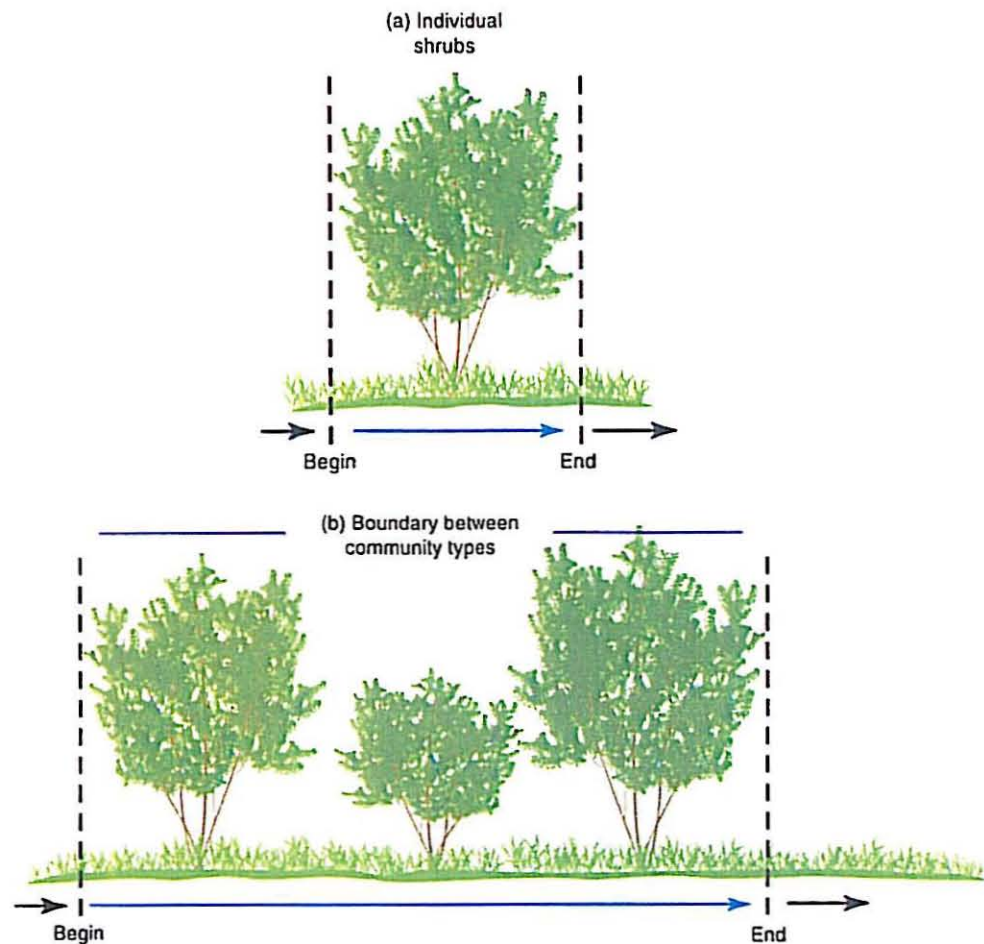 (a) Individual
shrubs
Begin
End
(b) Boundary between
community types
Begin
End